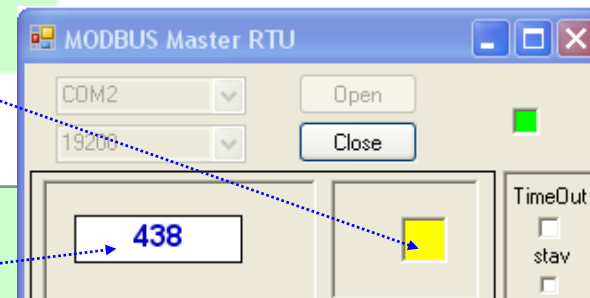 MODBUS Master RTU
COM2
Open
19200
Close
TimeOut
438
stav